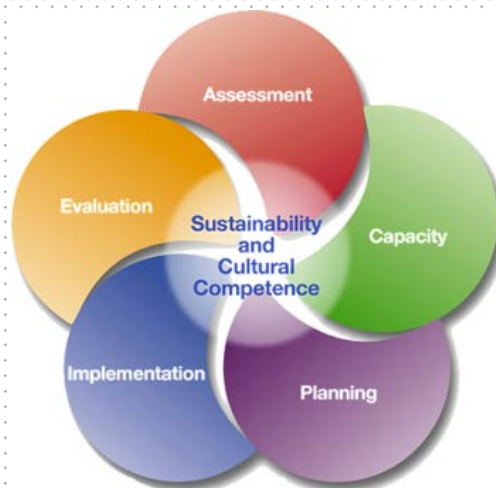 Assessment
Capacity
Planning
Implementation
Evaluation
Sustainability
and
Cultural
Competence